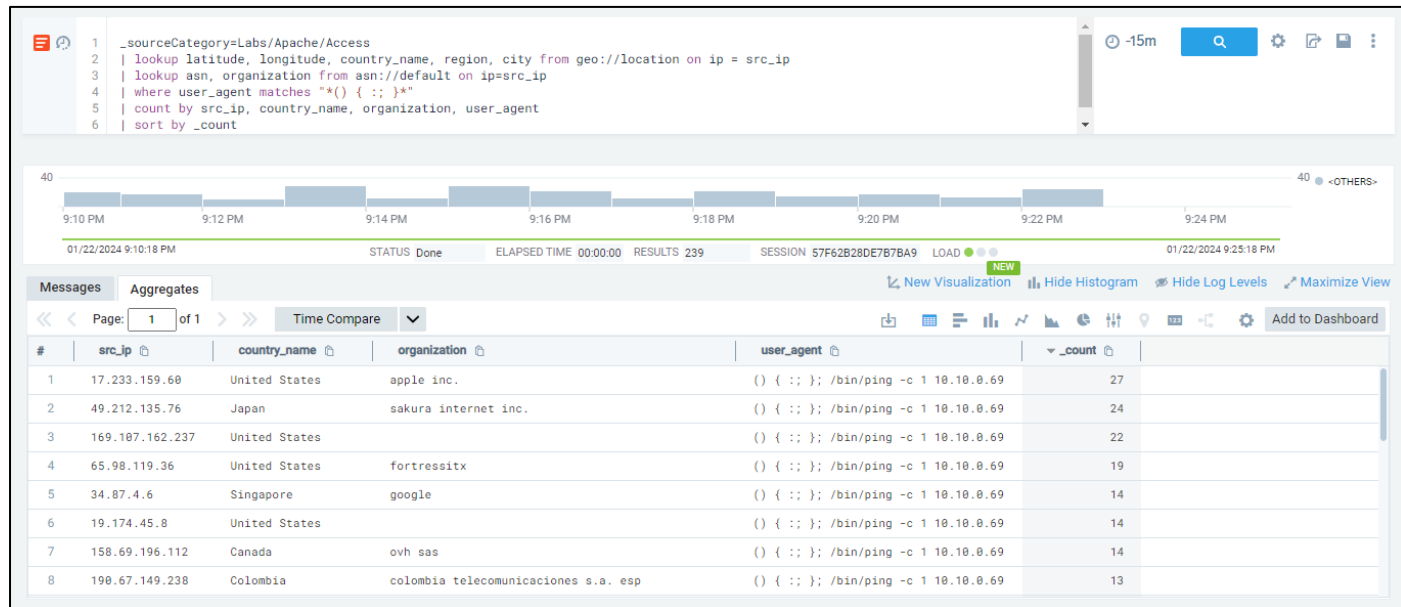 1 _sourceCategory=Labs/Apache/Access
2 | lookup latitude, longitude, country_name, region, city from geo://location on ip = src_ip
3 | lookup asn, organization from asn://default on ip=src_ip
4 | where user_agent matches "*() { :; }*"
5 | count by src_ip, country_name, organization, user_agent
6 | sort by _count
-15m
40 40 <OTHERS>
9:10 PM 9:12 PM 9:14 PM 9:16 PM 9:18 PM 9:20 PM 9:22 PM 9:24 PM
01/22/2024 9:10:18 PM STATUS Done ELAPSED TIME 00:00:00 RESULTS 239 SESSION 57F62B28DE7B7BA9 LOAD 01/22/2024 9:25:18 PM
NEW
Messages Aggregates New Visualization Hide Histogram Hide Log Levels Maximize View
Page: 1 of 1 Time Compare 123 Add to Dashboard
# src_ip country_name organization user_agent _count
1 17.233.159.60 United States apple inc. () { :; }; /bin/ping -c 1 10.10.0.69 27
2 49.212.135.76 Japan sakura internet inc. () { :; }; /bin/ping -c 1 10.10.0.69 24
3 169.107.162.237 United States () { :; }; /bin/ping -c 1 10.10.0.69 22
4 65.98.119.36 United States fortressitx () { :; }; /bin/ping -c 1 10.10.0.69 19
5 34.87.4.6 Singapore google () { :; }; /bin/ping -c 1 10.10.0.69 14
6 19.174.45.8 United States () { :; }; /bin/ping -c 1 10.10.0.69 14
7 158.69.196.112 Canada ovh sas () { :; }; /bin/ping -c 1 10.10.0.69 14
8 190.67.149.238 Colombia colombia telecomunicaciones s.a. esp () { :; }; /bin/ping -c 1 10.10.0.69 13